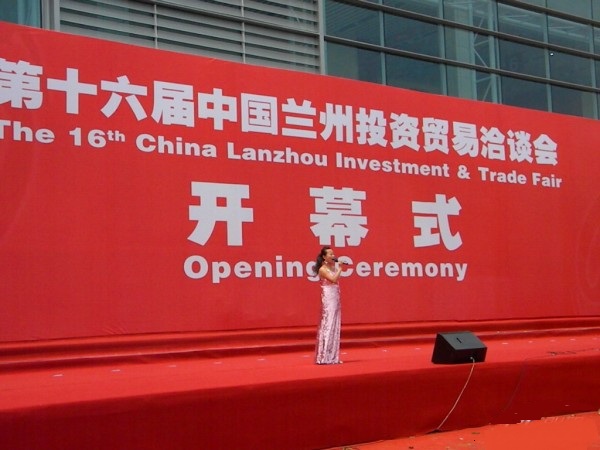 第十六届中国兰州投资贸易洽谈会
The 16th China Lanzhou Investment & Trade Fair
开幕式
Opening Ceremony